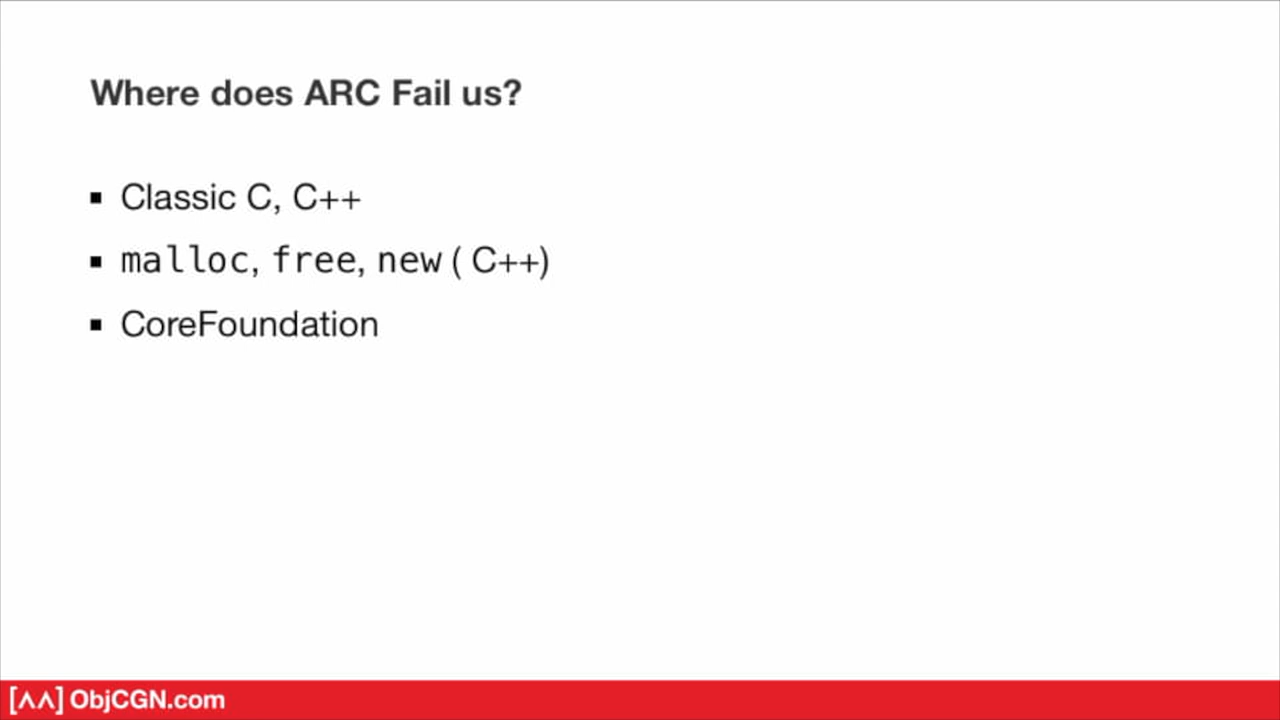 Where does ARC Fail us?
▪ Classic C, C++
▪ malloc, free, new ( C++)
▪ CoreFoundation
[ʌʌ] ObjCGN.com